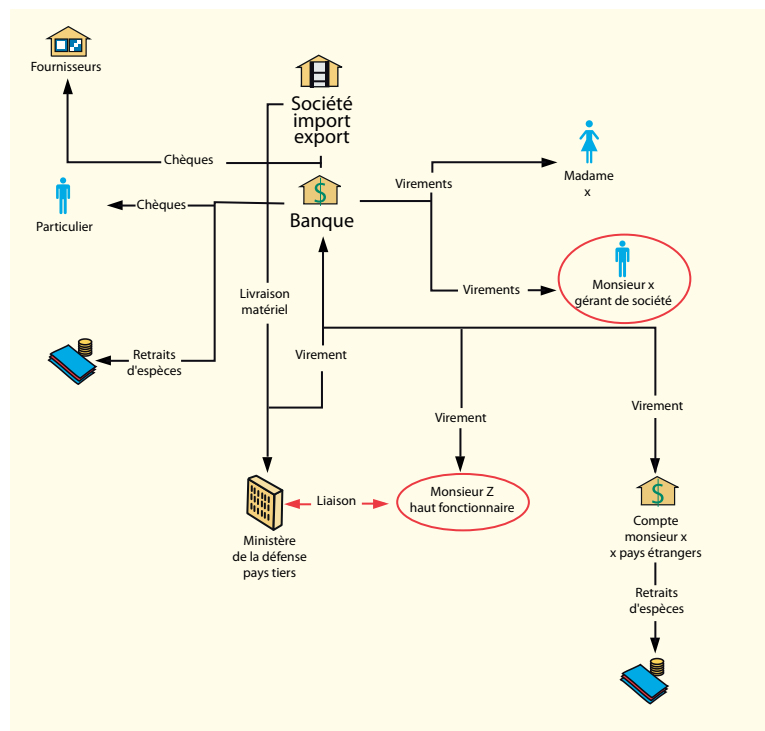 Fournisseurs
Société
import
export
Chèques
Madame
x
Virements
Particulier
Chèques
Banque
Monsieur x
gérant de société
Virements
Livraison
matériel
Retraits
d'espèces
Virement
Virement
Virement
Monsieur Z
haut fonctionnaire
Liaison
Ministère
de la défense
pays tiers
Compte
monsieur x
x pays étrangers
Retraits
d'espèces